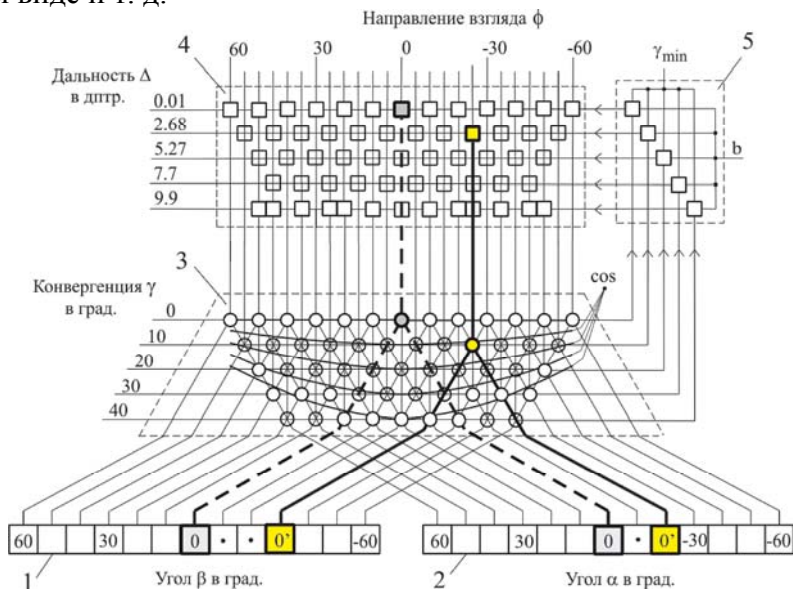 Направление взгляда ϕ
4 60 30 0 -30 -60 γmin 5
Дальность Δ
в дптр.
0.01
2.68
5.27
7.7
9.9
b
3
cos
Конвергенция γ
в град.
0
10
20
30
40
60 30 0 · · 0' -60
60 30 0 · 0' -30 -60
1 Угол β в град.
2 Угол α в град.